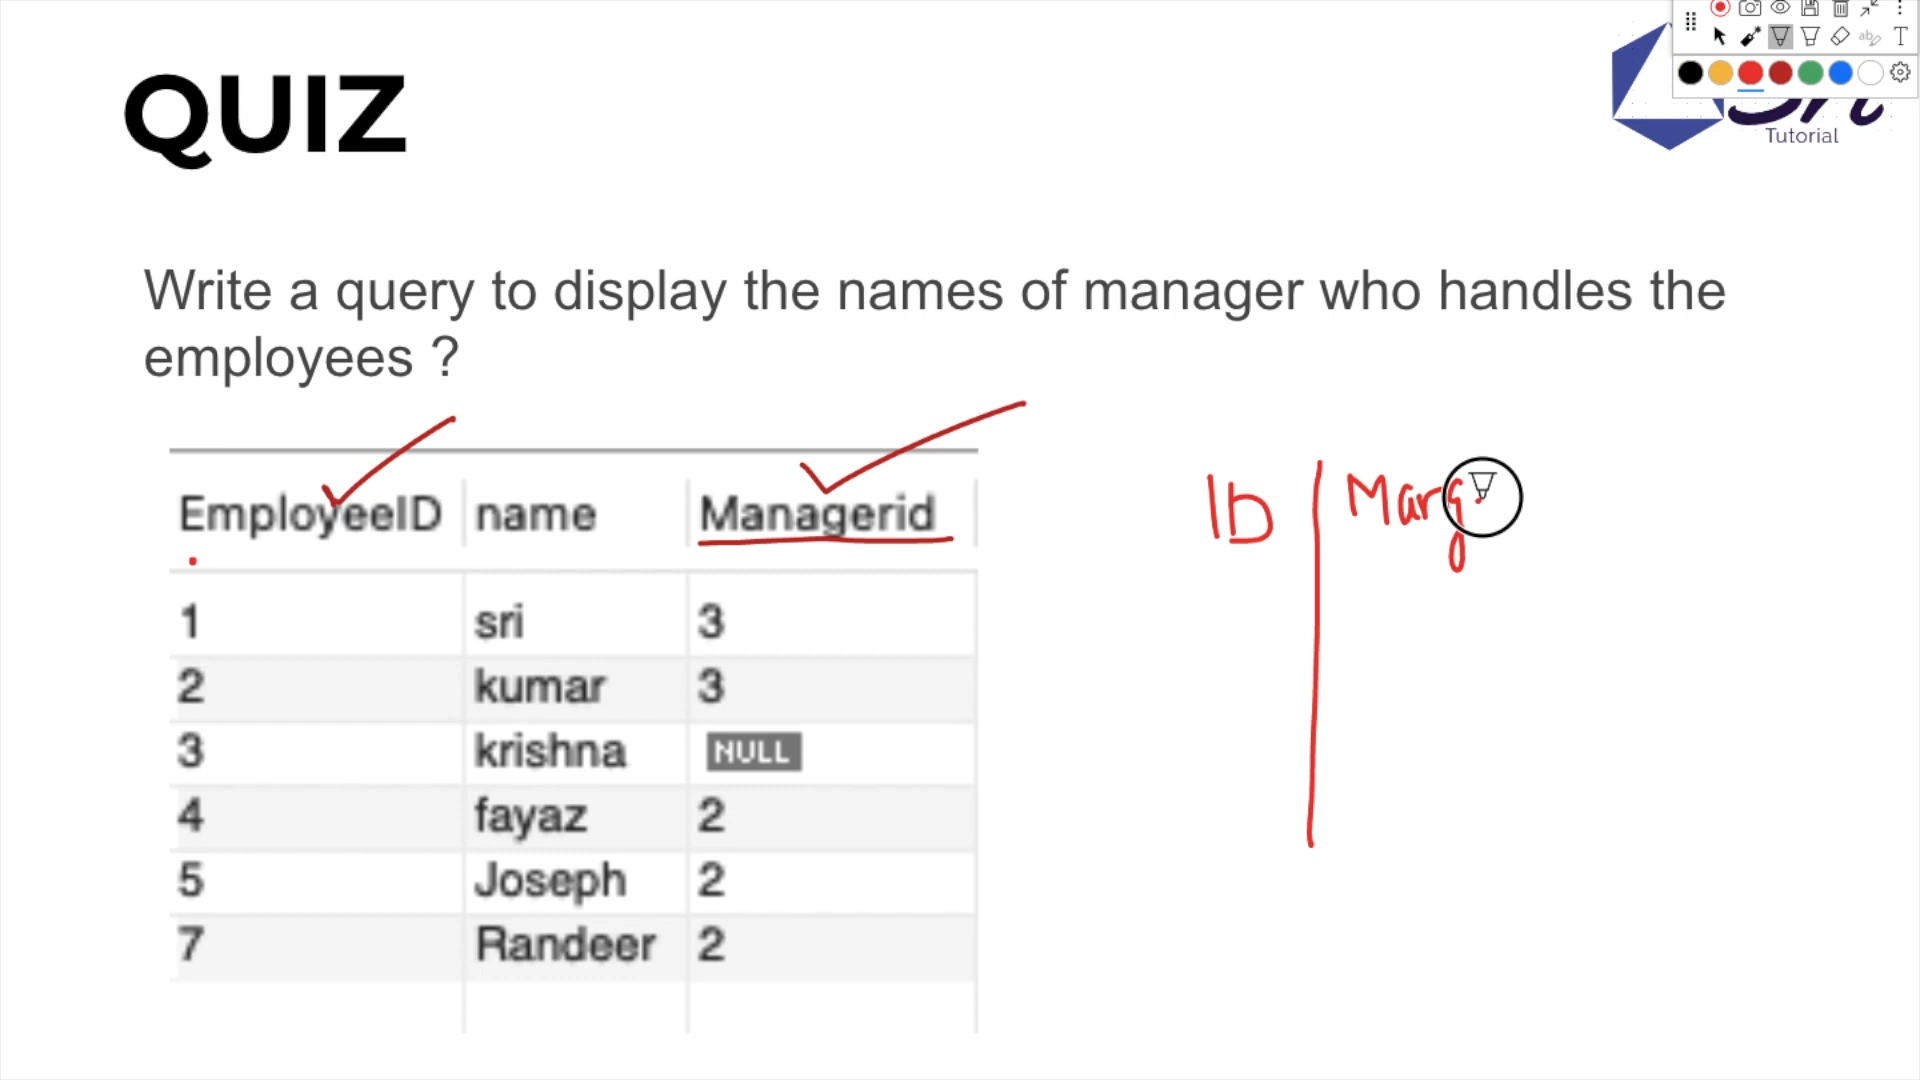 QUIZ
Tutorial
Write a query to display the names of manager who handles the
employees ?
EmployeeID name Managerid
1 sri 3
2 kumar 3
3 krishna NULL
4 fayaz 2
5 Joseph 2
7 Randeer 2
ID